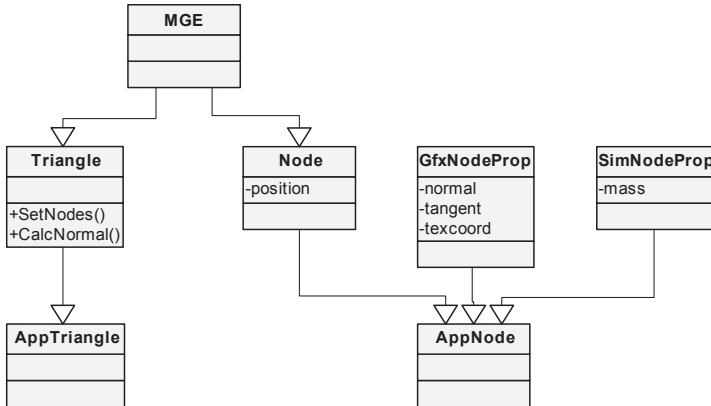 MGE
Triangle
+SetNodes()
+CalcNormal()
Node
-position
GfxNodeProp
-normal
-tangent
-texcoord
SimNodeProp
-mass
AppTriangle
AppNode